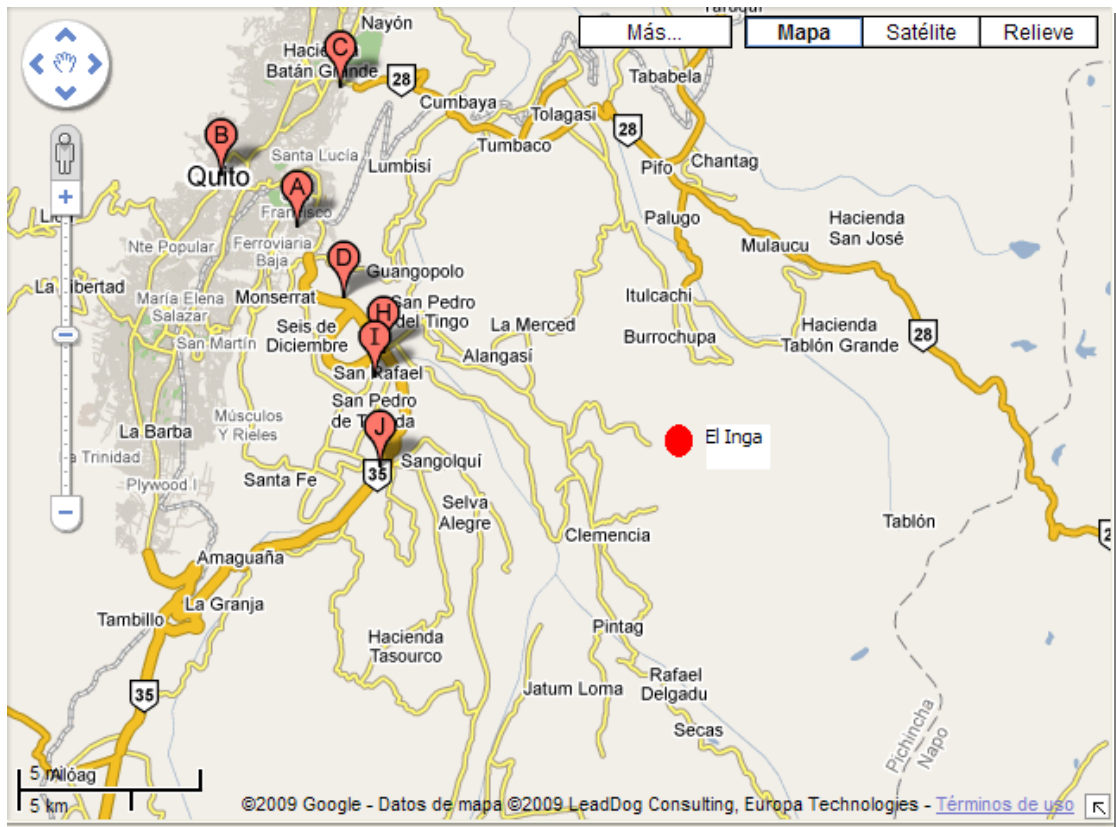 Nayón
Taruqui
Más...
Mapa
Satélite
Relieve
C
Batán Grande
28
Tababela
Cumbaya
Tolagasi
28
B
Tumbaco
Santa Lucía
Lumbisí
Pifo
Chantag
Quito
A
Palugo
Hacienda
San José
Nte Popular
Ferroviaria
Baja
Mulaucu
D
Guangopolo
María Elena
Salazar
Monserrat
Itulcachi
H
San Pedro
del Tingo
Seis de
Diciembre
La Merced
Burrochupa
Hacienda
Tablón Grande
28
San Martín
I
Alangasí
San Rafael
San Pedro
Músculos
Y Rieles
J
La Barba
El Inga
Trinidad
Sangolquí
35
Santa Fe
Plywood I
Selva
Alegre
Tablón
Clemencia
Amaguaña
La Granja
Tambillo
Pintag
Hacienda
Tasourco
Rafael
Delgadu
Jatum Loma
35
Secas
Pichincha
Napo
5 mi
Alóag
5 km
©2009 Google - Datos de mapa ©2009 LeadDog Consulting, Europa Technologies - Términos de uso